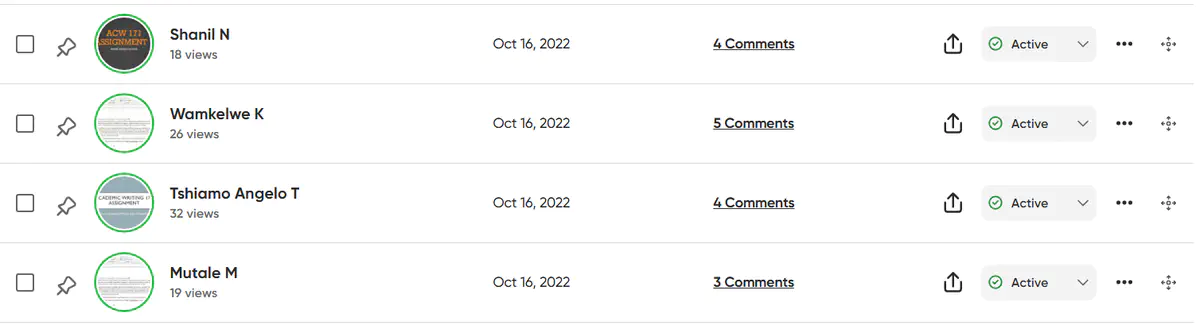 ACW 171
ASSIGNMENT
Shanil N
18 views
Oct 16, 2022
4 Comments
Active
Wamkelwe K
26 views
Oct 16, 2022
5 Comments
Active
CADEMIC WRITING 17
ASSIGNMENT
Tshiamo Angelo T
32 views
Oct 16, 2022
4 Comments
Active
Mutale M
19 views
Oct 16, 2022
3 Comments
Active